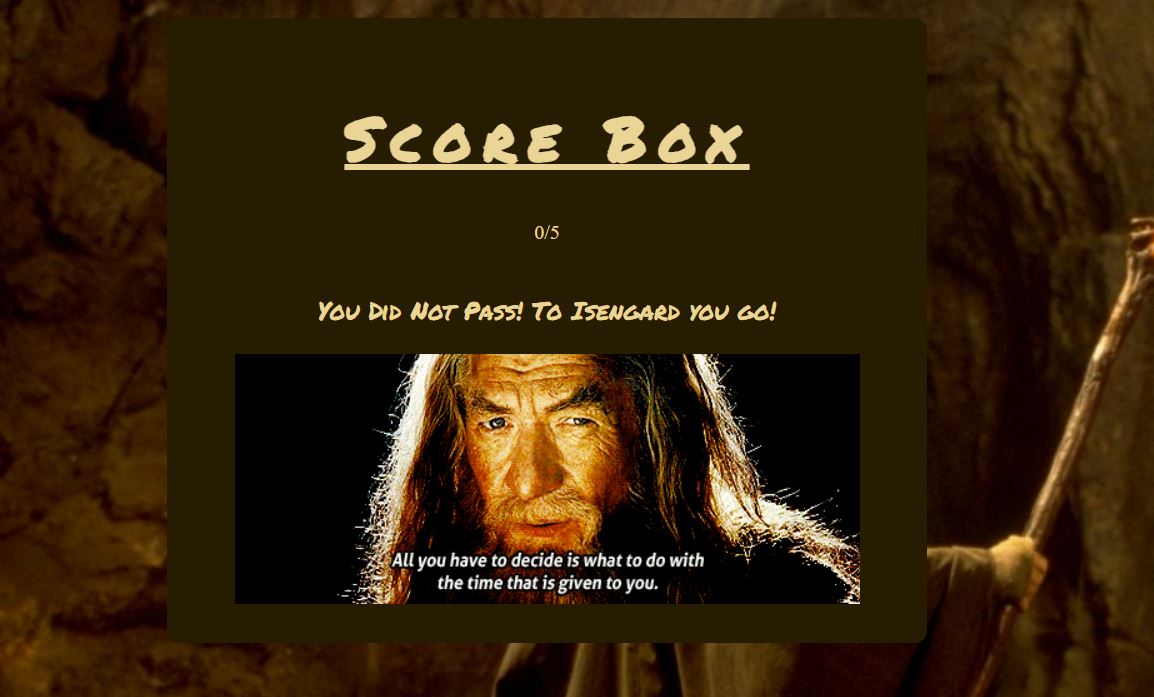 Score Box
0/5
You Did Not Pass! To Isengard you go!
All you have to decide is what to do with
the time that is given to you.